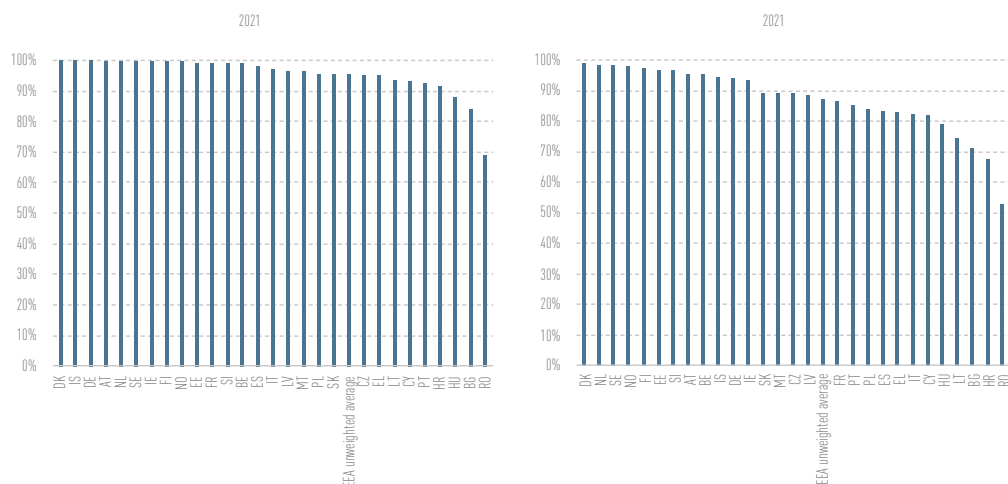 2021
100%
90%
80%
70%
60%
50%
40%
30%
20%
10%
0%
DK
IS
DE
AT
NL
SE
IE
FI
NO
EE
FR
SI
BE
ES
IT
LV
MT
PL
SK
EEA unweighted average
CZ
EL
LT
CY
PT
HR
HU
BG
RO
2021
100%
90%
80%
70%
60%
50%
40%
30%
20%
10%
0%
DK
NL
SE
NO
FI
EE
SI
AT
BE
IS
DE
IE
SK
MT
CZ
LV
EEA unweighted average
FR
PT
PL
ES
EL
IT
CY
HU
LT
BG
HR
RO